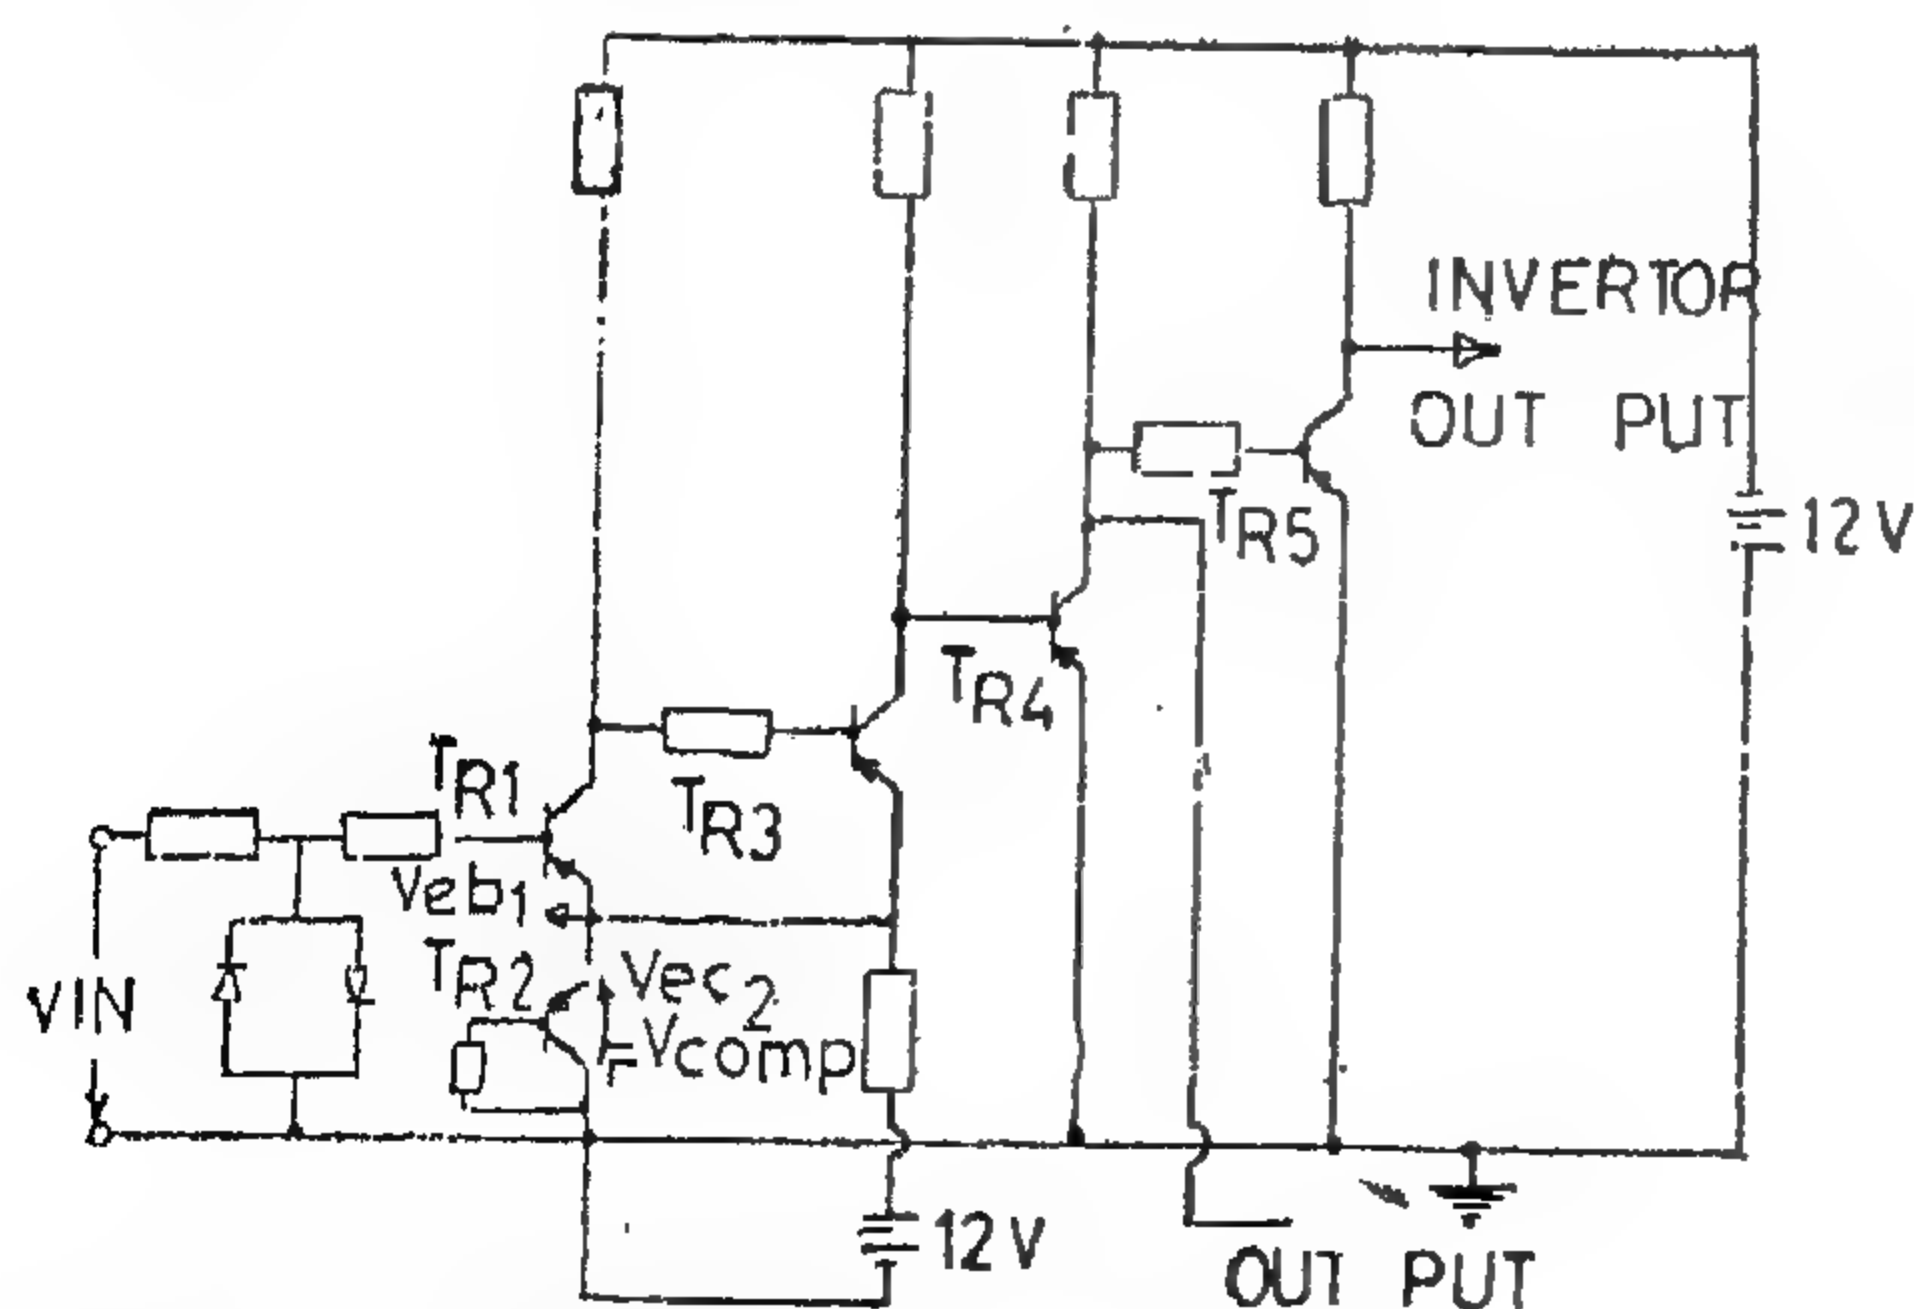 INVERTOR
OUT PUT
12V
TR5
TR4
TR1
TR3
Veb1
TR2
Vec2
=Vcomp
VIN
12V
OUT PUT